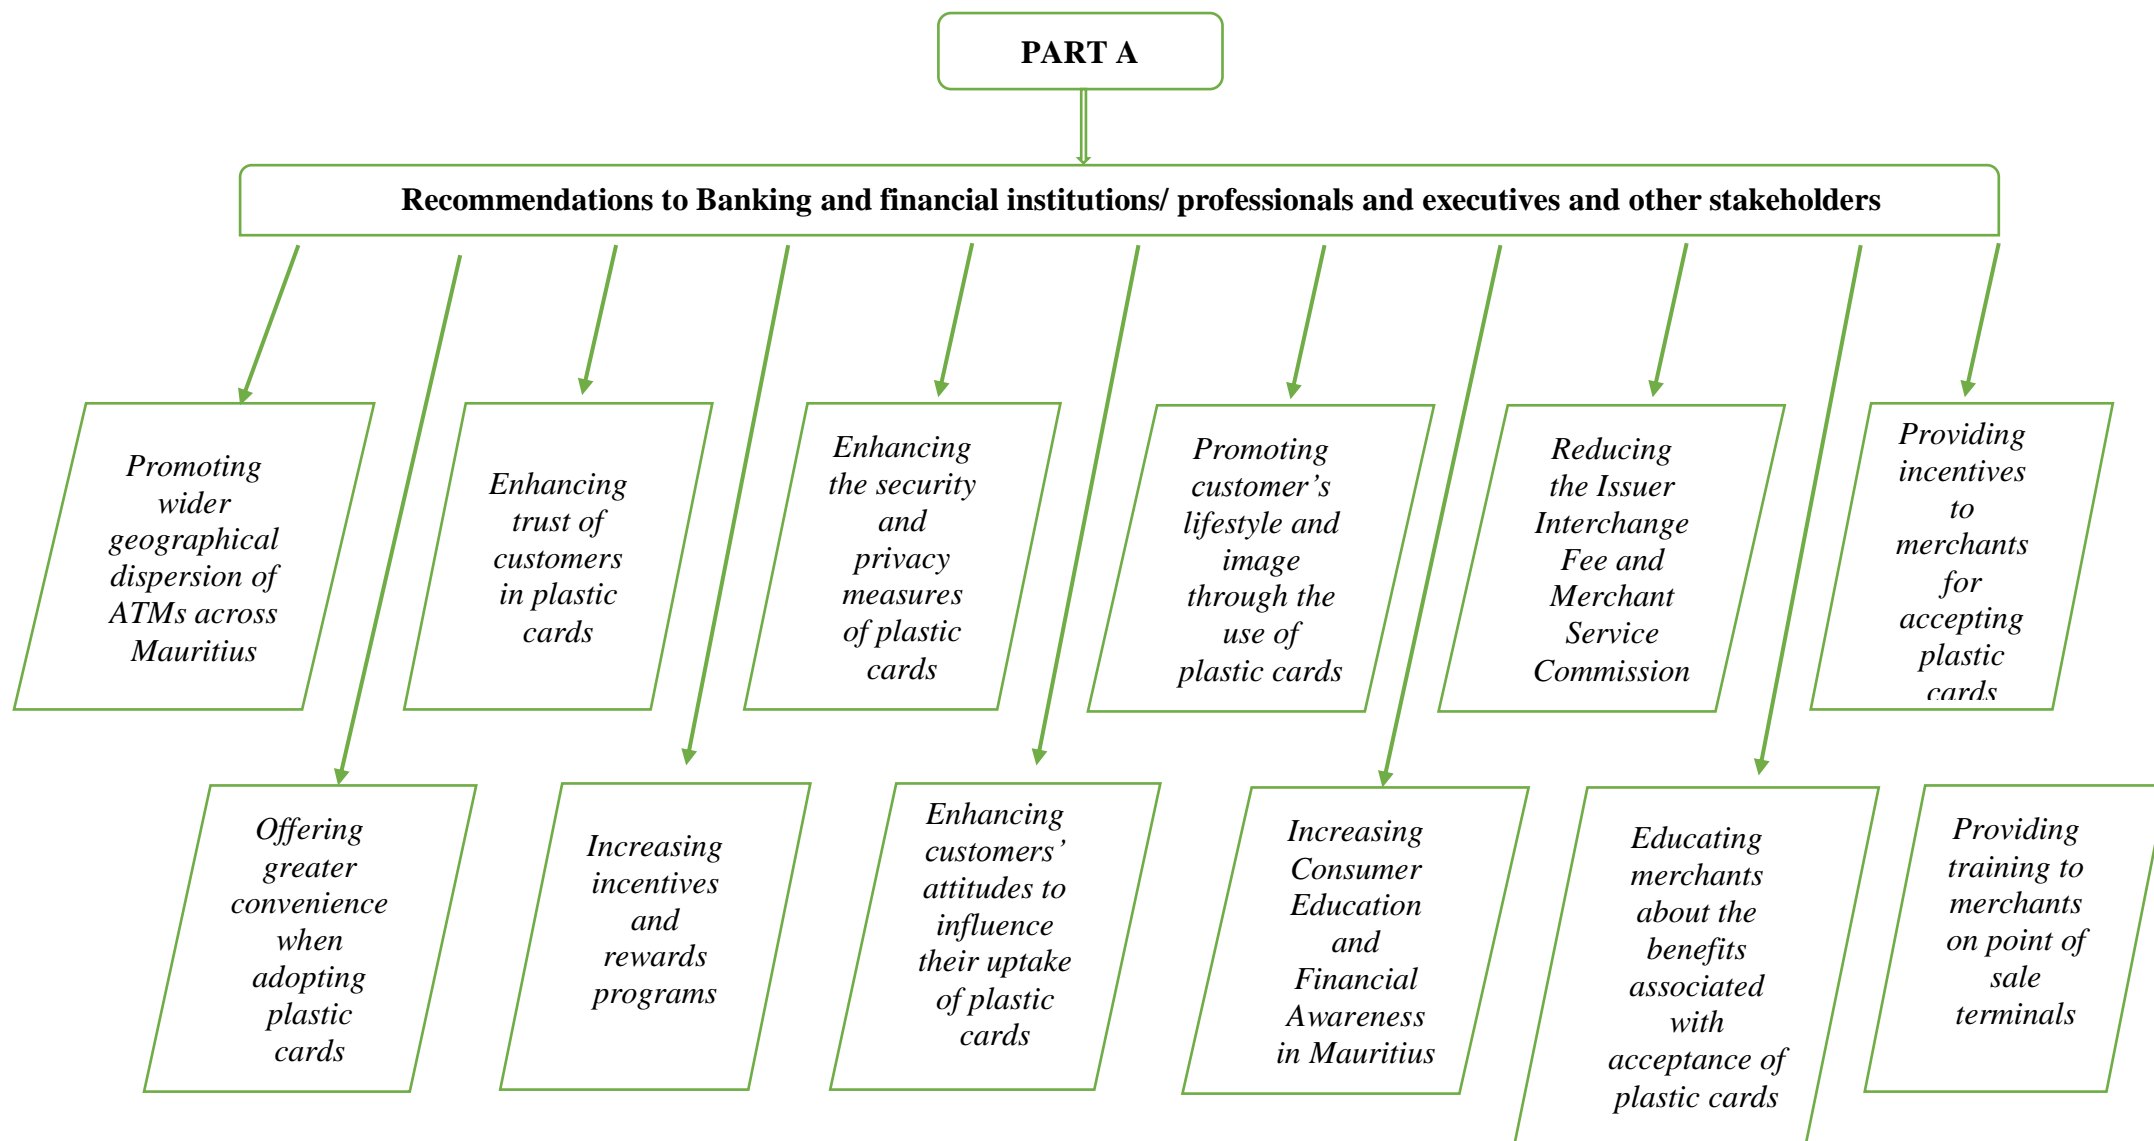 PART A
Recommendations to Banking and financial institutions/ professionals and executives and other stakeholders
Promoting
wider
geographical
dispersion of
ATMs across
Mauritius
Enhancing
trust of
customers
in plastic
cards
Enhancing
the security
and
privacy
measures
of plastic
cards
Promoting
customer’s
lifestyle and
image
through the
use of
plastic cards
Reducing
the Issuer
Interchange
Fee and
Merchant
Service
Commission
Providing
incentives
to
merchants
for
accepting
plastic
cards
Offering
greater
convenience
when
adopting
plastic
cards
Increasing
incentives
and
rewards
programs
Enhancing
customers’
attitudes to
influence
their uptake
of plastic
cards
Increasing
Consumer
Education
and
Financial
Awareness
in Mauritius
Educating
merchants
about the
benefits
associated
with
acceptance of
plastic cards
Providing
training to
merchants
on point of
sale
terminals